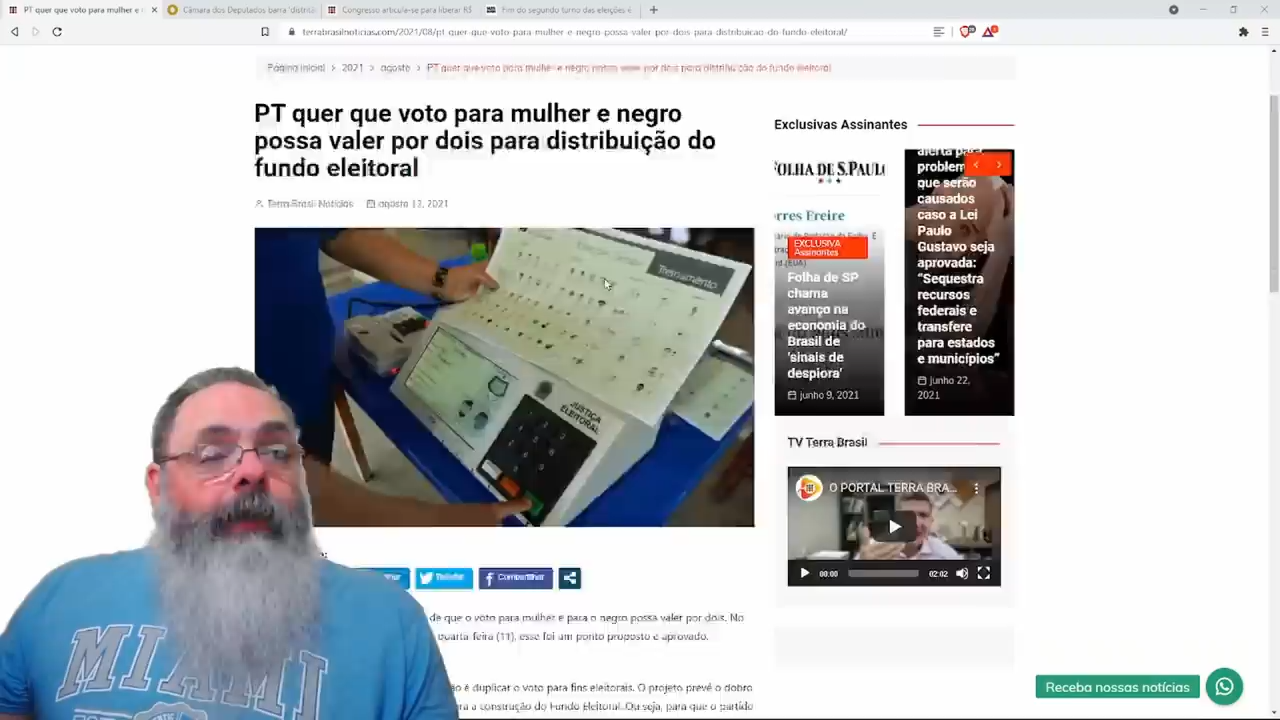 PT quer que voto para mulher e n
Câmara dos Deputados barra 'distrit
Congresso articula-se para liberar R$
Fim do segundo turno das eleições é
terrabrasilnoticias.com/2021/08/pt-quer-que-voto-para-mulher-e-negro-possa-valer-por-dois-para-distribuicao-do-fundo-eleitoral/
Página Inicial > 2021 > agosto > PT quer que voto para mulher e negro possa valer por dois para distribuição do fundo eleitoral
PT quer que voto para mulher e negro
possa valer por dois para distribuição do
fundo eleitoral
Terra Brasil Notícias agosto 13, 2021
Treinamento
JUSTIÇA
ELEITORAL
Twitter
Compartilhar
de que o voto para mulher e para o negro possa valer por dois. No
quarta-feira (11), esse foi um ponto proposto e aprovado.
ão é duplicar o voto para fins eleitorais. O projeto prevê o dobro
ra a construção do Fundo Eleitoral. Ou seja, para que o partido
MIAMI
Exclusivas Assinantes
FOLHA DE S.PAULO
orres Freire
EXCLUSIVA
Assinantes
Folha de SP
chama
avanço na
economia do
Brasil de
'sinais de
despiora'
junho 9, 2021
alerta para
problem
que serão
causados
caso a Lei
Paulo
Gustavo seja
aprovada:
“Sequestra
recursos
federais e
transfere
para estados
e municípios”
junho 22,
2021
TV Terra Brasil
O PORTAL TERRA BRA...
00:00
02:02
Receba nossas notícias